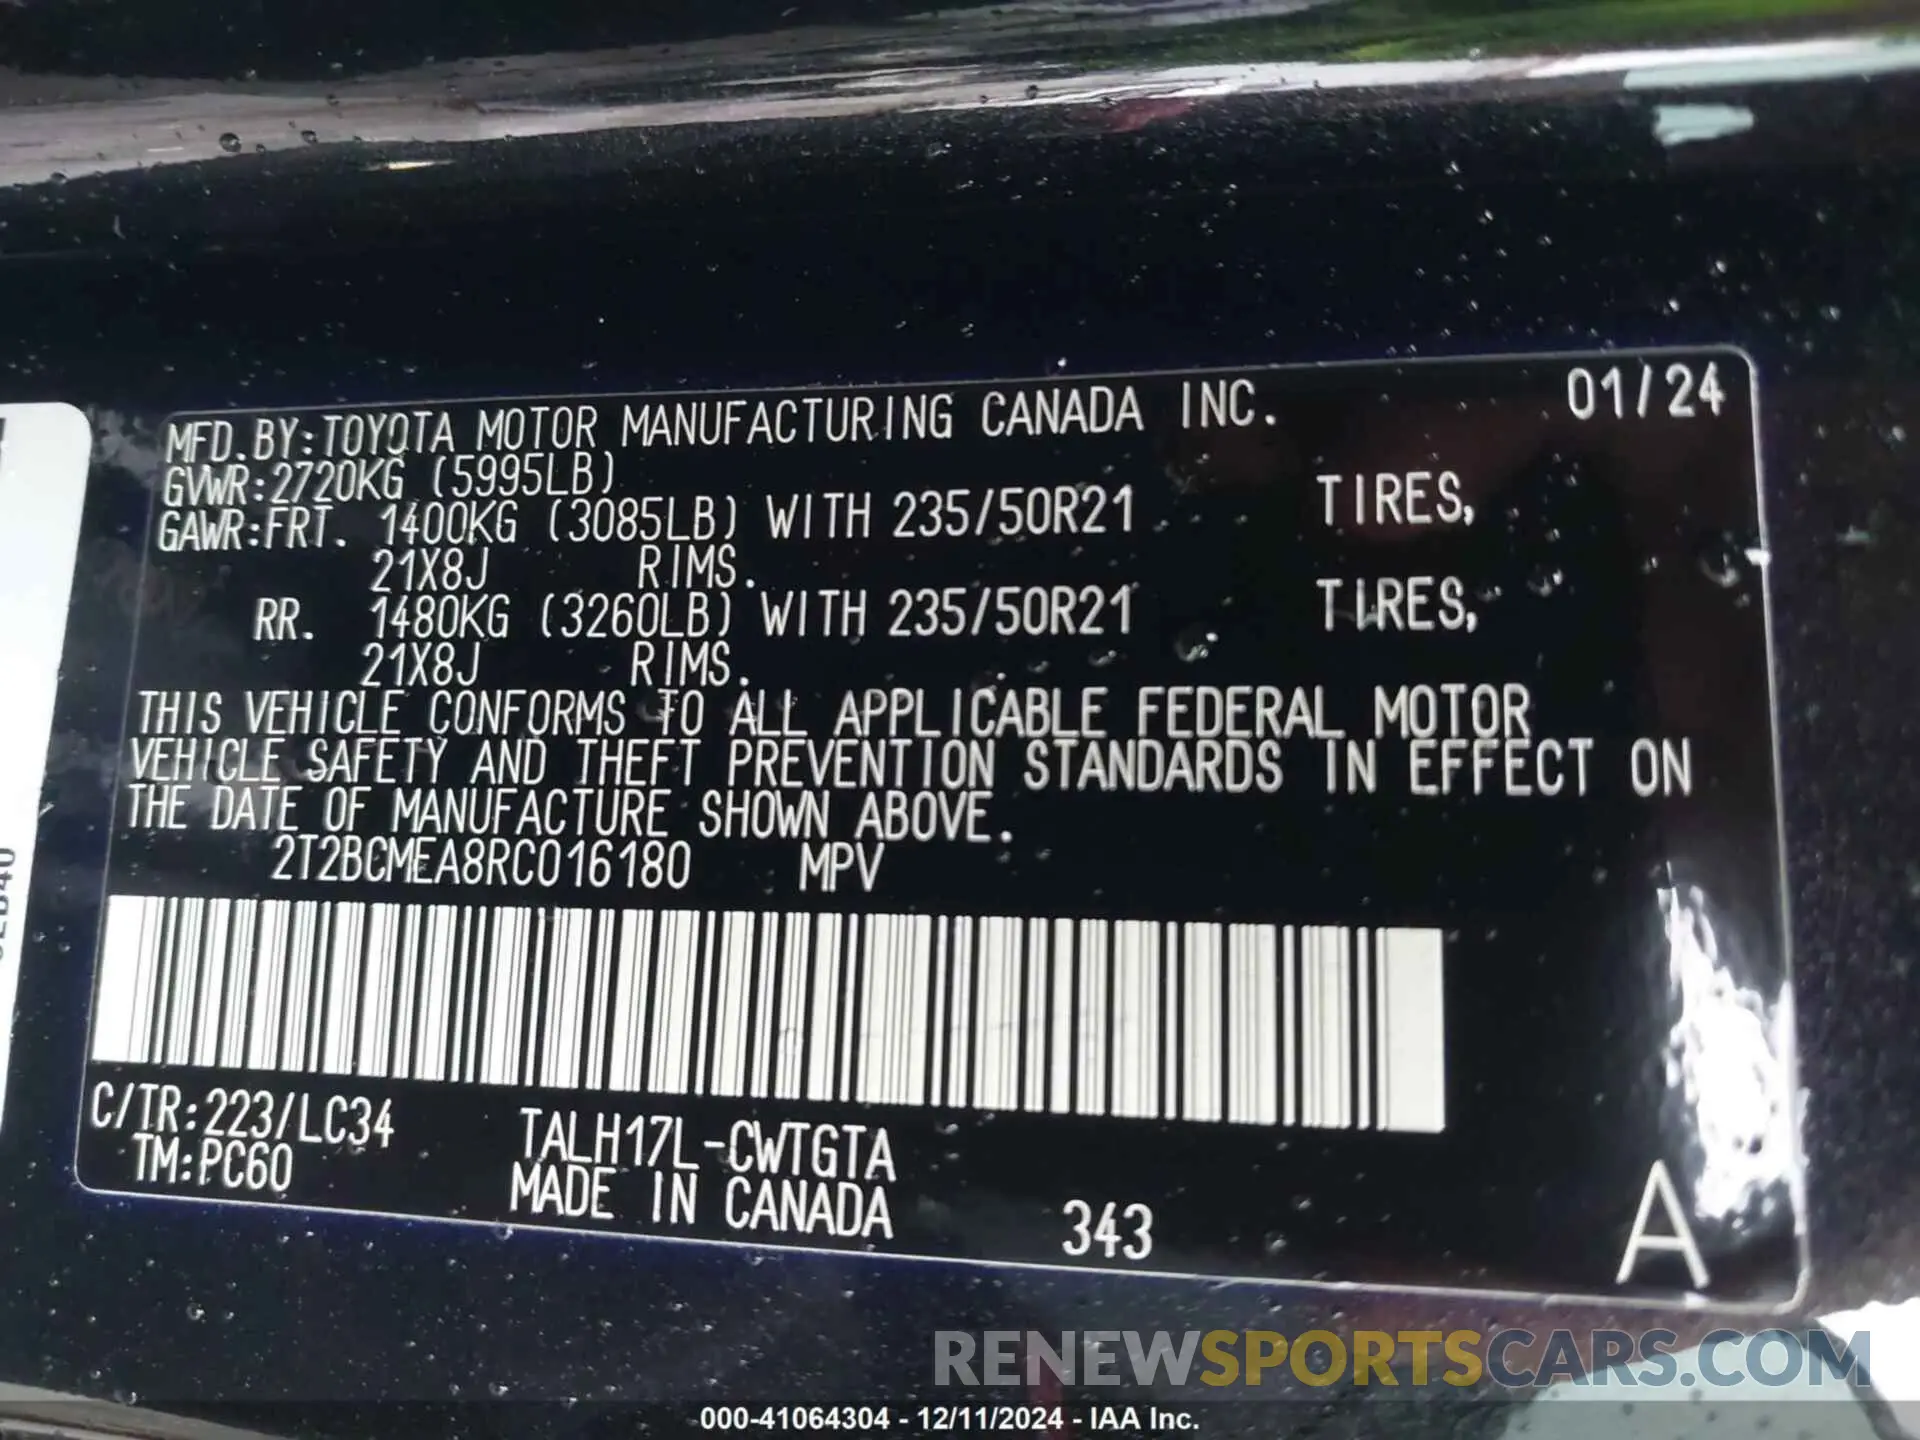 MFD.BY:TOYOTA MOTOR MANUFACTURING CANADA INC. 01/24
GVWR:2720KG (5995LB)
GAWR:FRT. 1400KG (3085LB) WITH 235/50R21 TIRES,
21X8J RIMS.
RR. 1480KG (3260LB) WITH 235/50R21 TIRES,
21X8J RIMS.
THIS VEHICLE CONFORMS TO ALL APPLICABLE FEDERAL MOTOR
VEHICLE SAFETY AND THEFT PREVENTION STANDARDS IN EFFECT ON
THE DATE OF MANUFACTURE SHOWN ABOVE.
2T2BCMEA8RC016180 MPV
C/TR:223/LC34 TALH17L-CWTGTA
TM:PC60 MADE IN CANADA 343 A
RENEWSPORTSCARS.COM
000-41064304 - 12/11/2024 - IAA Inc.